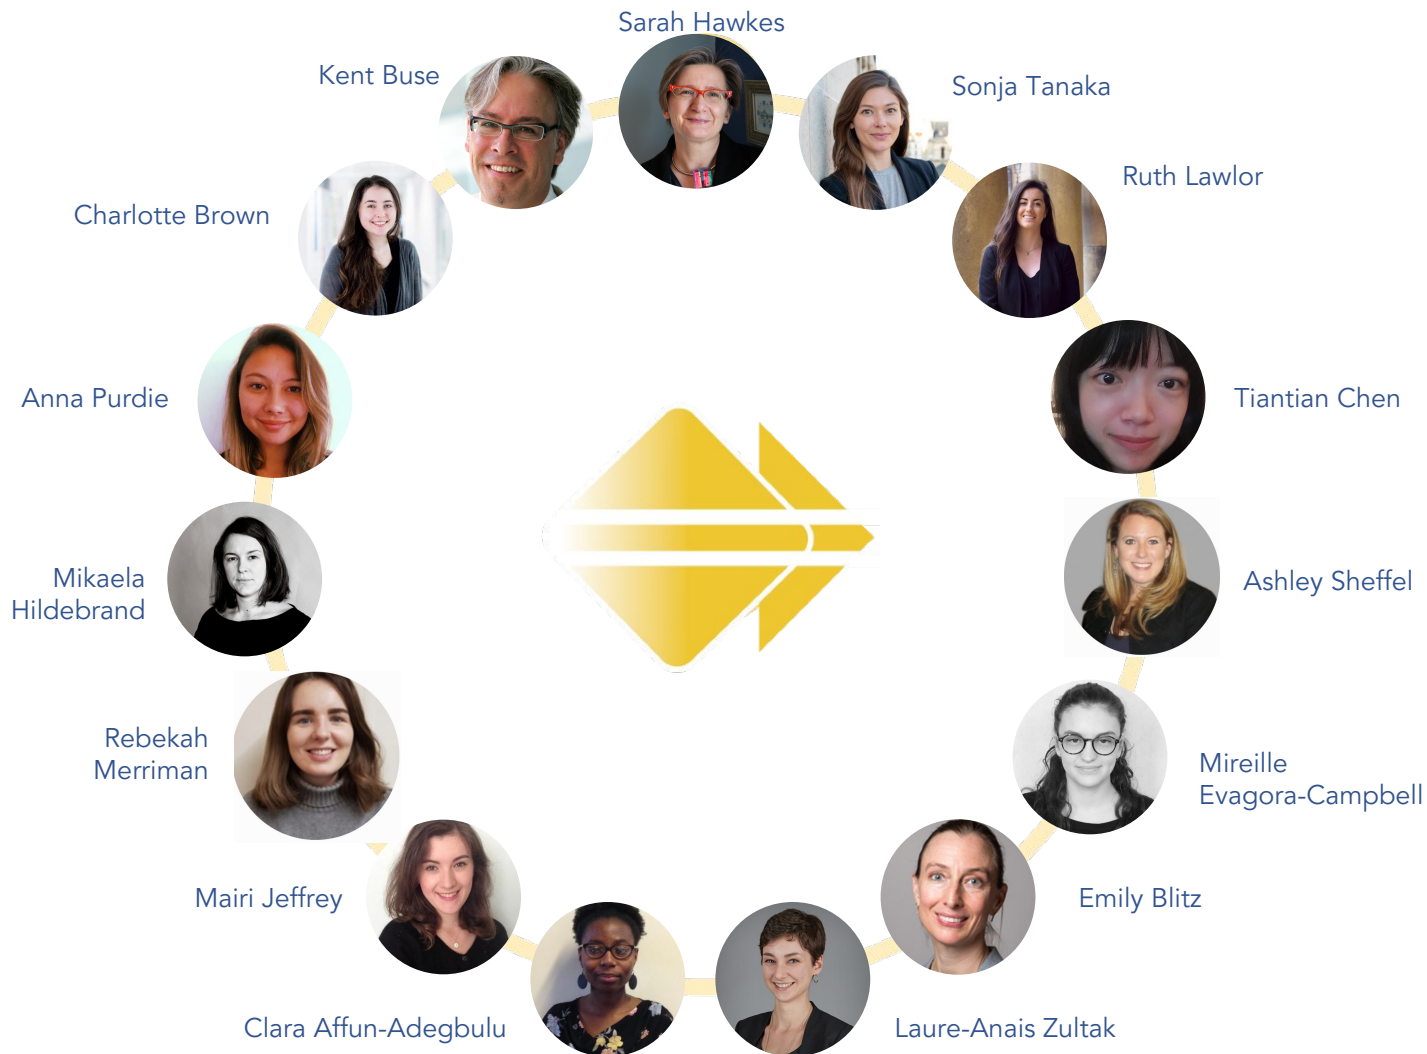 Sarah Hawkes
Kent Buse
Sonja Tanaka
Ruth Lawlor
Charlotte Brown
Anna Purdie
Tiantian Chen
Mikaela
Hildebrand
Ashley Sheffel
Rebekah
Merriman
Mireille
Evagora-Campbell
Mairi Jeffrey
Emily Blitz
Clara Affun-Adegbulu
Laure-Anais Zultak